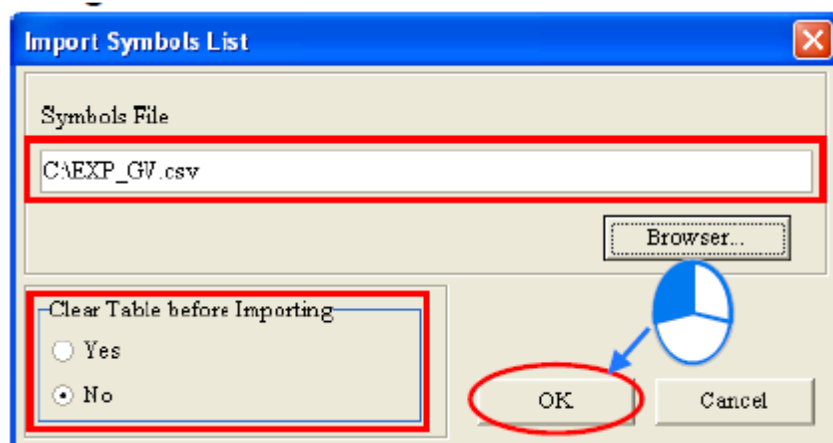 Import Symbols List
Symbols File
C:\EXP_GV.csv
Browser...
Clear Table before Importing
Yes
No
OK
Cancel